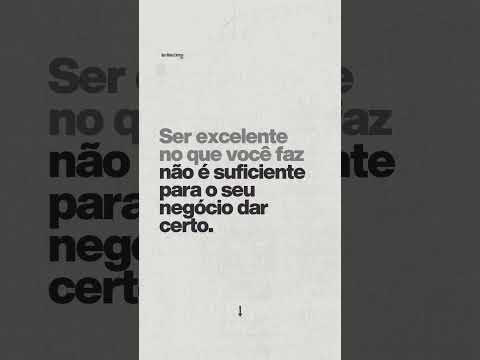 Ser excelente
no que você faz
não é suficiente
para o seu
negócio dar
certo.